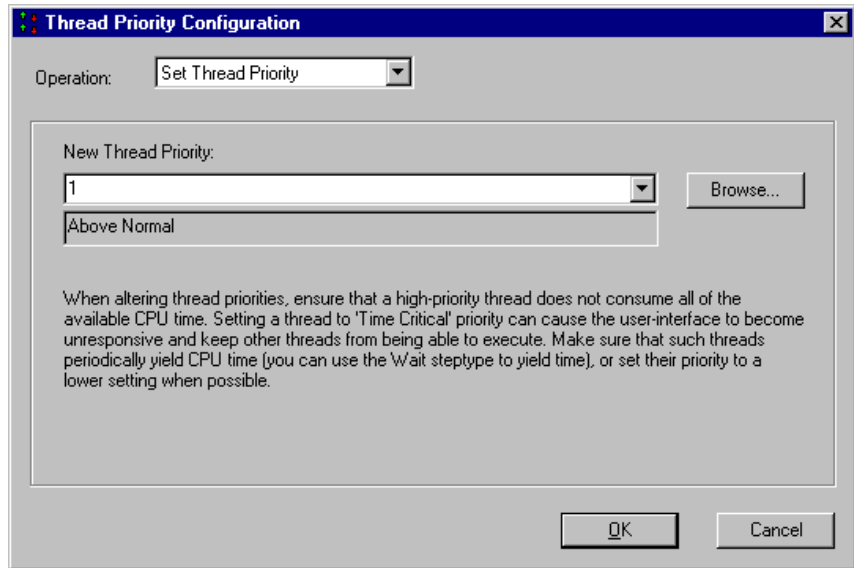 Thread Priority Configuration
Operation: Set Thread Priority
New Thread Priority:
1
Browse...
Above Normal
When altering thread priorities, ensure that a high-priority thread does not consume all of the
available CPU time. Setting a thread to 'Time Critical' priority can cause the user-interface to become
unresponsive and keep other threads from being able to execute. Make sure that such threads
periodically yield CPU time (you can use the Wait steptype to yield time), or set their priority to a
lower setting when possible.
OK
Cancel